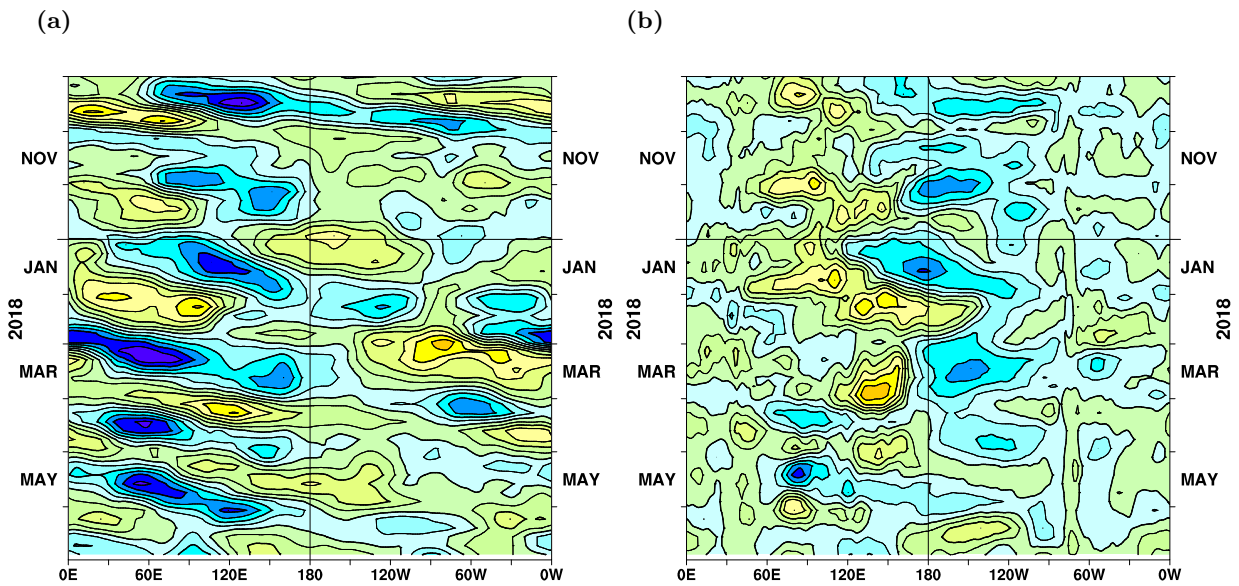 (a) (b)
NOV NOV NOV NOV
JAN JAN JAN JAN
2018 2018 2018 2018
MAR MAR MAR MAR
MAY MAY MAY MAY
0E 60E 120E 180 120W 60W 0W 0E 60E 120E 180 120W 60W 0W